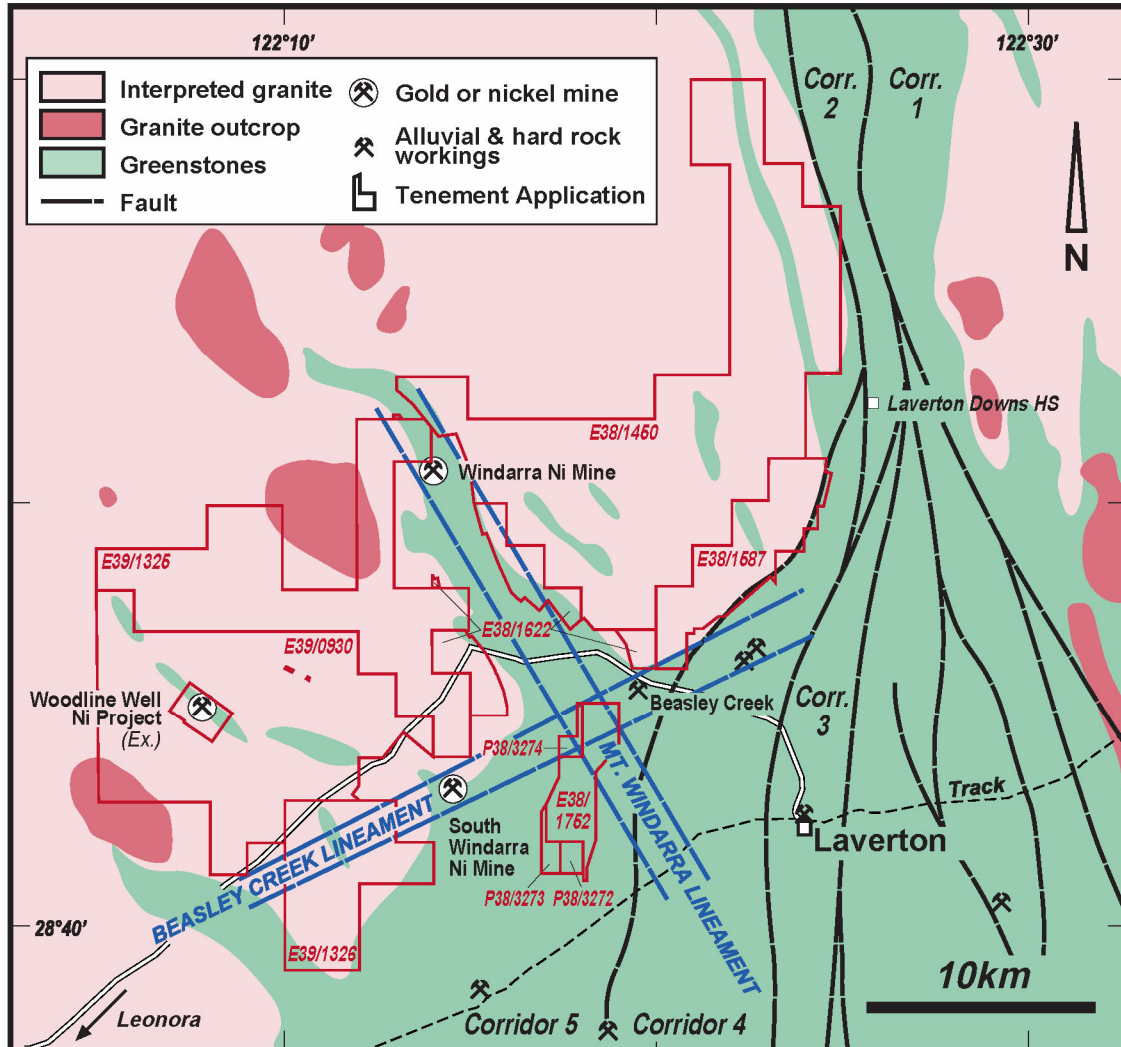 122°10'
122°30'
Interpreted granite
Granite outcrop
Greenstones
Fault
Gold or nickel mine
Alluvial & hard rock
workings
Tenement Application
Corr.
2
Corr.
1
N
Laverton Downs HS
E38/1450
Windarra Ni Mine
E39/1325
E38/1587
E38/1622
E39/0930
Woodline Well
Ni Project
(Ex.)
Beasley Creek
Corr.
3
P38/3274
MT. WINDARRA LINEAMENT
E38/
1752
Track
BEASLEY CREEK LINEAMENT
South
Windarra
Ni Mine
Laverton
P38/3273
P38/3272
28°40'
E39/1326
10km
Leonora
Corridor 5
Corridor 4